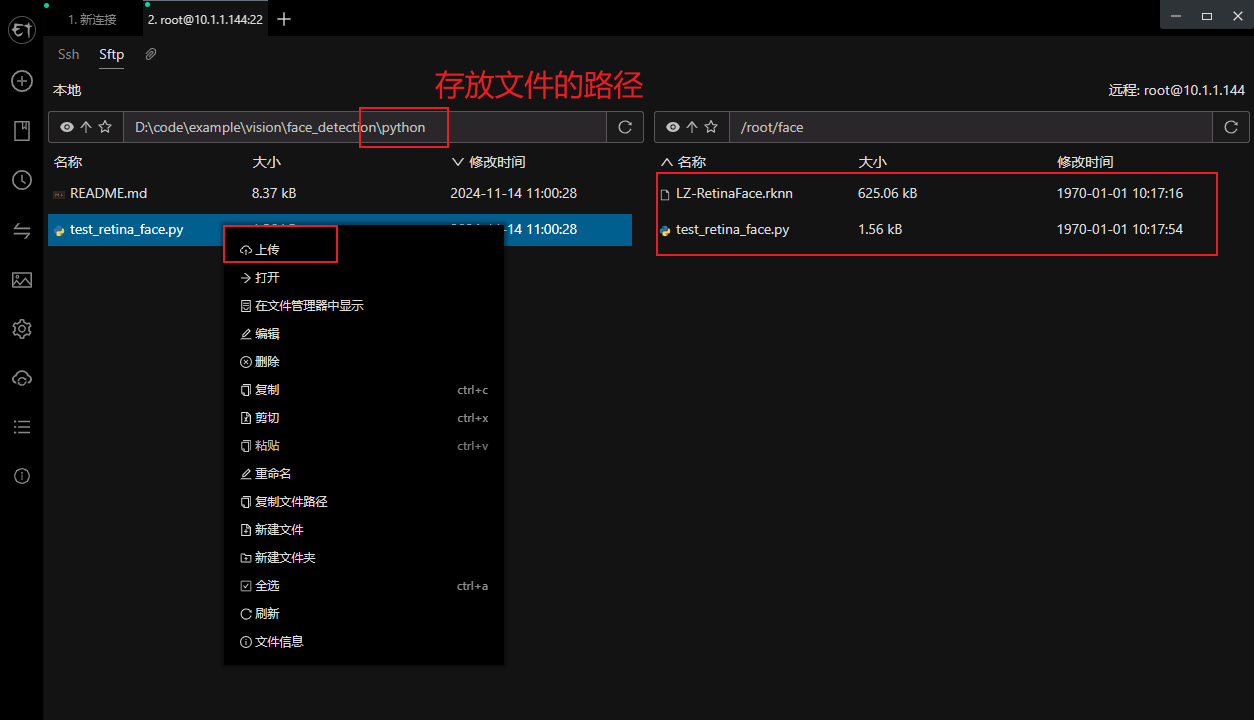 1. 新连接
2. root@10.1.1.144:22
Ssh Sftp
存放文件的路径
本地
远程: root@10.1.1.144
D:\code\example\vision\face_detection\python
/root/face
名称 大小 修改时间
名称 大小 修改时间
README.md 8.37 kB 2024-11-14 11:00:28
LZ-RetinaFace.rknn 625.06 kB 1970-01-01 10:17:16
test_retina_face.py 14 11:00:28
test_retina_face.py 1.56 kB 1970-01-01 10:17:54
上传
打开
在文件管理器中显示
编辑
删除
复制 ctrl+c
剪切 ctrl+x
粘贴 ctrl+v
重命名
复制文件路径
新建文件
新建文件夹
全选 ctrl+a
刷新
文件信息